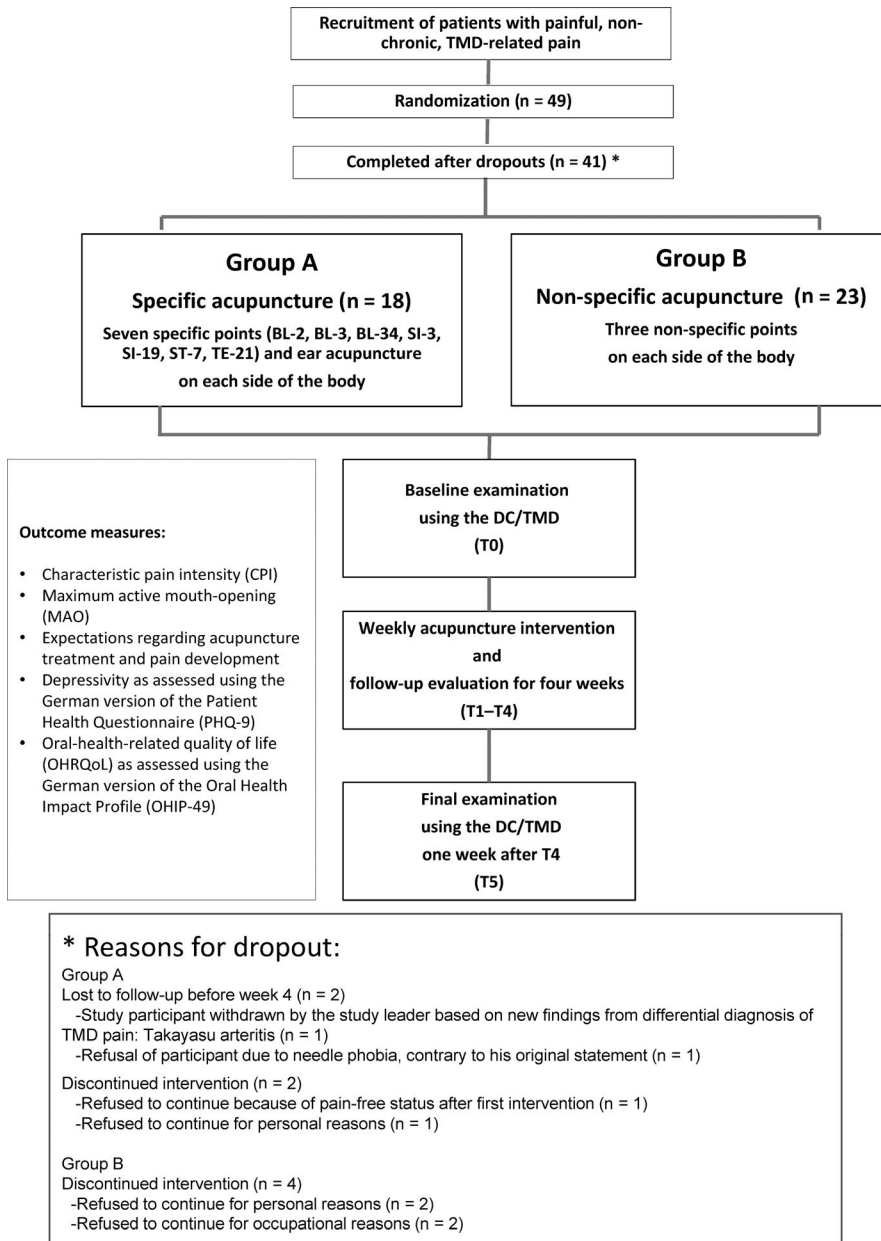 Recruitment of patients with painful, non-
chronic, TMD-related pain
Randomization (n = 49)
Completed after dropouts (n = 41) *
Group A
Specific acupuncture (n = 18)
Seven specific points (BL-2, BL-3, BL-34, SI-3,
SI-19, ST-7, TE-21) and ear acupuncture
on each side of the body
Group B
Non-specific acupuncture (n = 23)
Three non-specific points
on each side of the body
Baseline examination
using the DC/TMD
(T0)
Outcome measures:
• Characteristic pain intensity (CPI)
• Maximum active mouth-opening
(MAO)
• Expectations regarding acupuncture
treatment and pain development
• Depressivity as assessed using the
German version of the Patient
Health Questionnaire (PHQ-9)
• Oral-health-related quality of life
(OHRQoL) as assessed using the
German version of the Oral Health
Impact Profile (OHIP-49)
Weekly acupuncture intervention
and
follow-up evaluation for four weeks
(T1–T4)
Final examination
using the DC/TMD
one week after T4
(T5)
* Reasons for dropout:
Group A
Lost to follow-up before week 4 (n = 2)
-Study participant withdrawn by the study leader based on new findings from differential diagnosis of
TMD pain: Takayasu arteritis (n = 1)
-Refusal of participant due to needle phobia, contrary to his original statement (n = 1)
Discontinued intervention (n = 2)
-Refused to continue because of pain-free status after first intervention (n = 1)
-Refused to continue for personal reasons (n = 1)
Group B
Discontinued intervention (n = 4)
-Refused to continue for personal reasons (n = 2)
-Refused to continue for occupational reasons (n = 2)